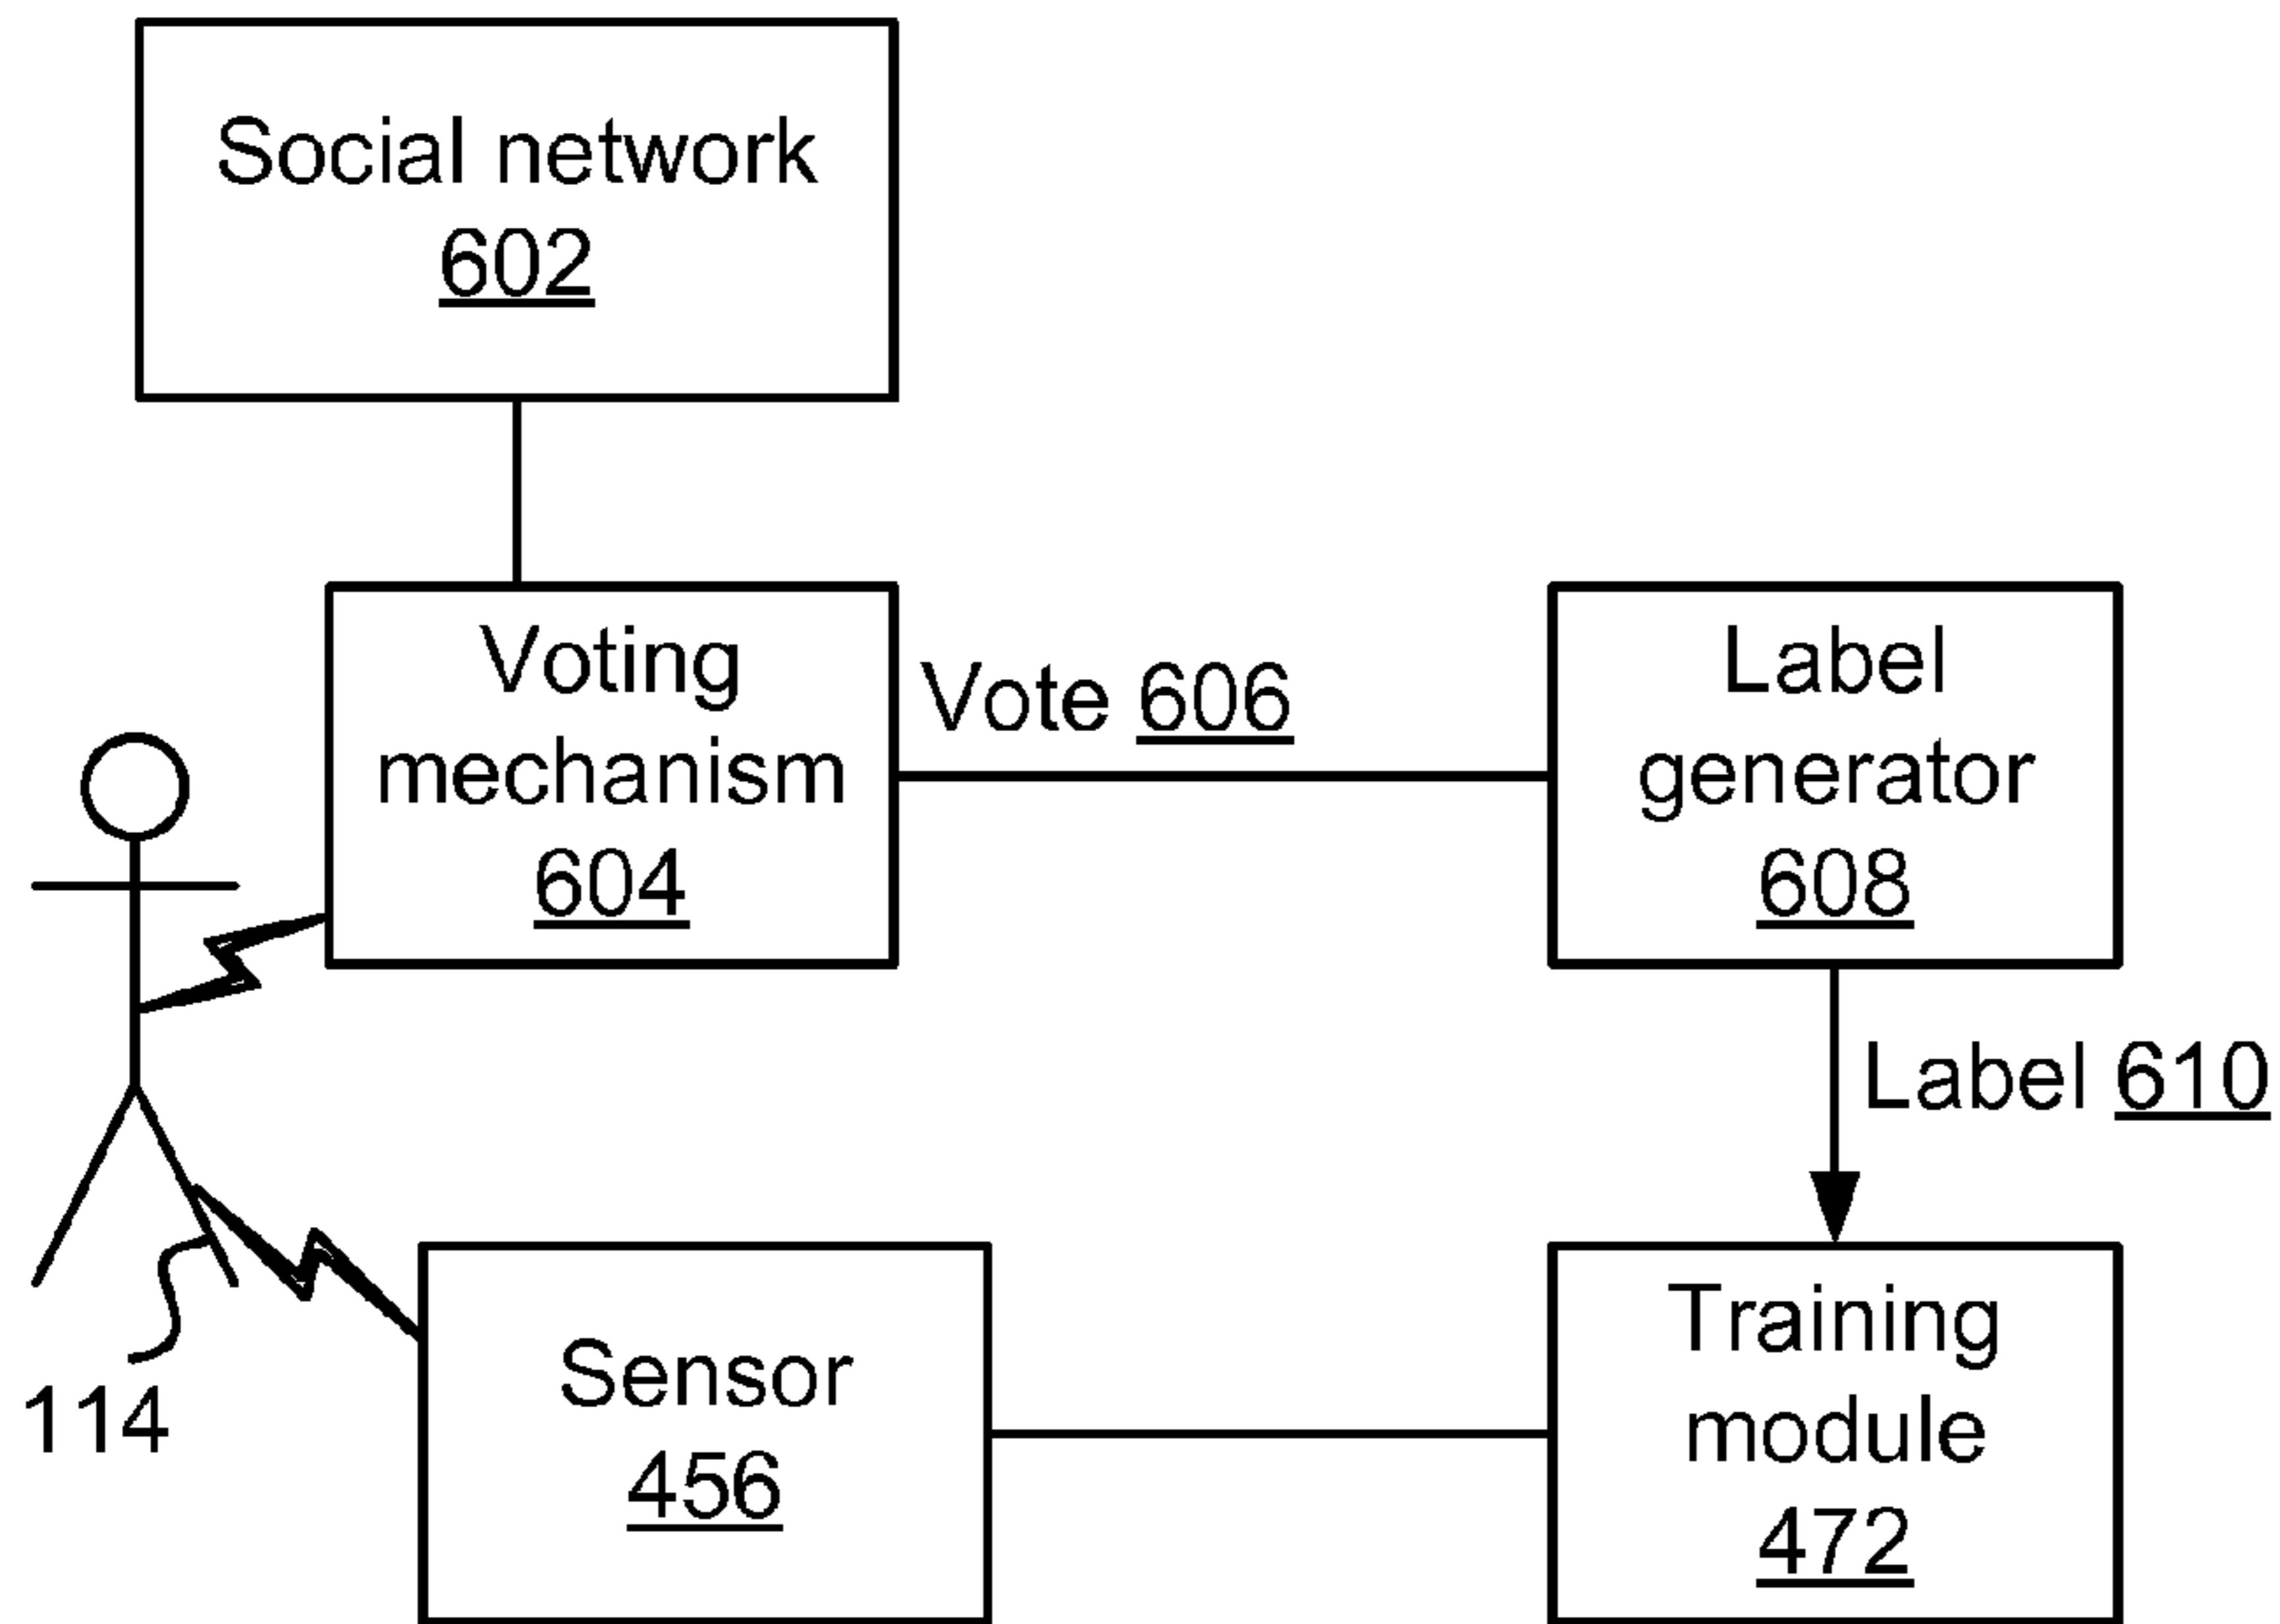 Social network
602
Voting
mechanism
604
Vote 606
Label
generator
608
Label 610
114
Sensor
456
Training
module
472